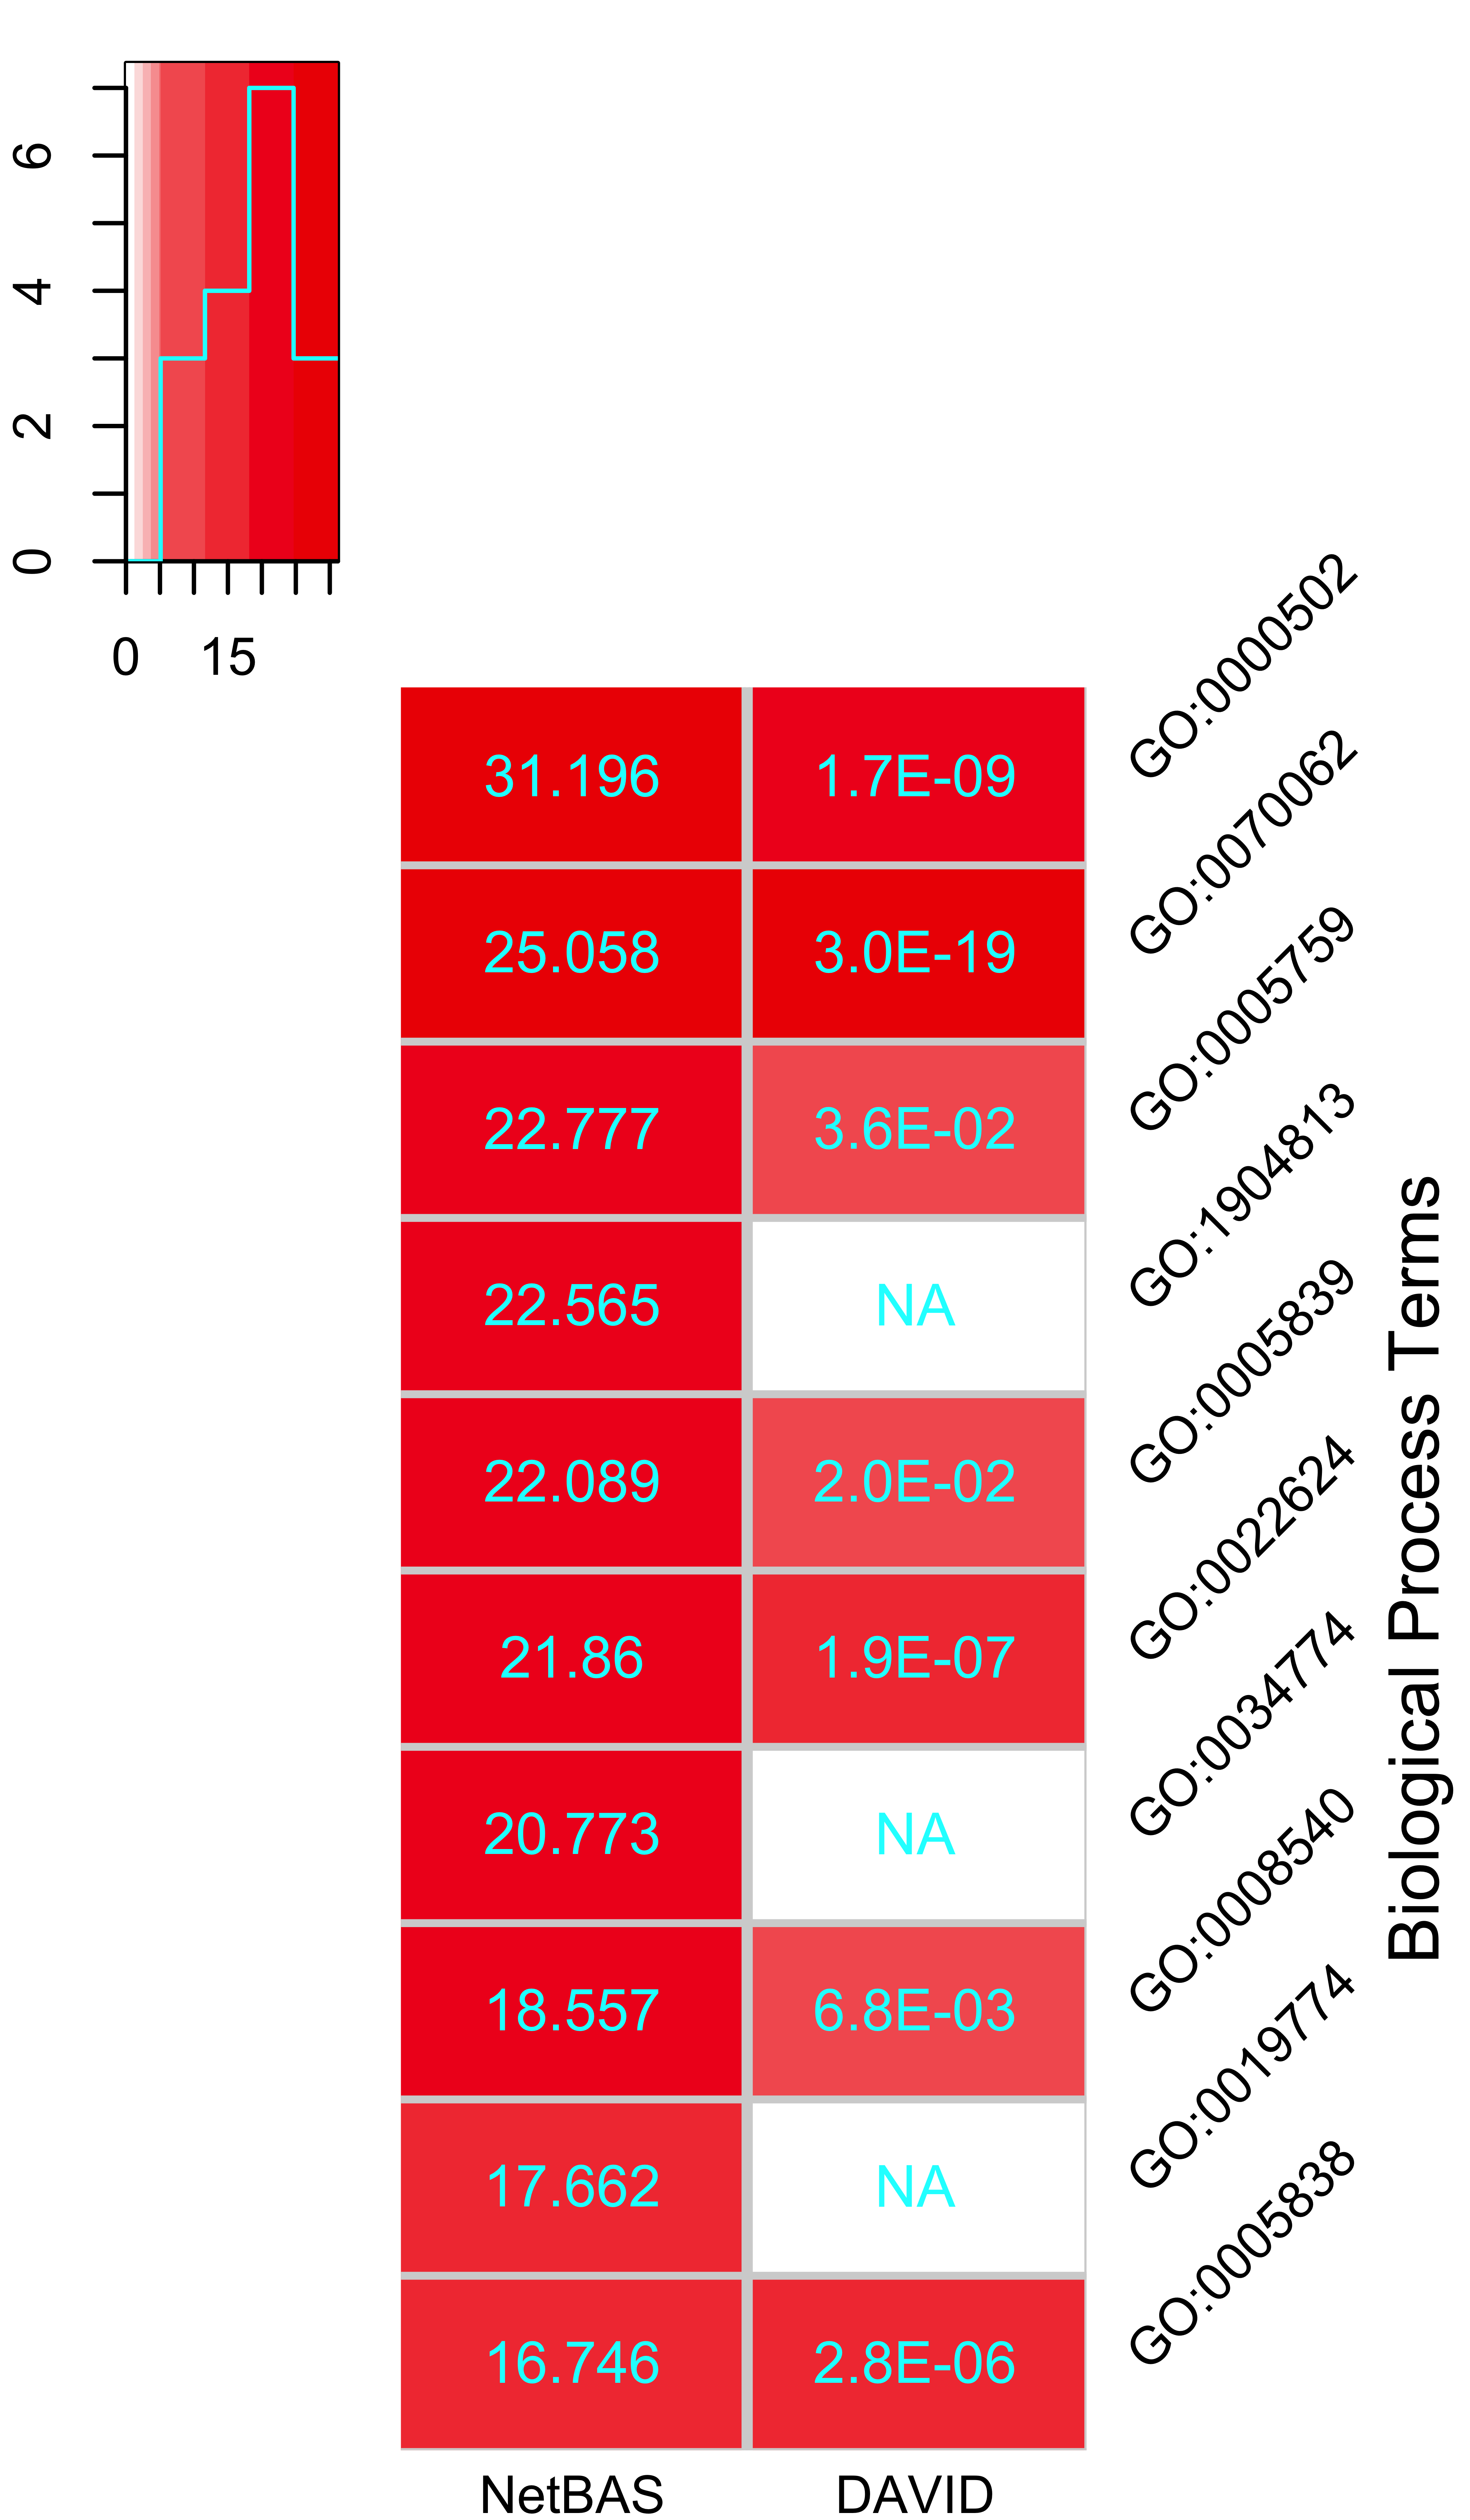 6
4
2
0
0 15
GO:0000502
31.196 1.7E-09
GO:0070062
25.058 3.0E-19
GO:0005759
22.777 3.6E-02
GO:1904813
22.565 NA
GO:0005839
22.089 2.0E-02
GO:0022624
21.86 1.9E-07
GO:0034774
20.773 NA
GO:0008540
18.557 6.8E-03
GO:0019774
17.662 NA
GO:0005838
16.746 2.8E-06
Biological Process Terms
NetBAS DAVID